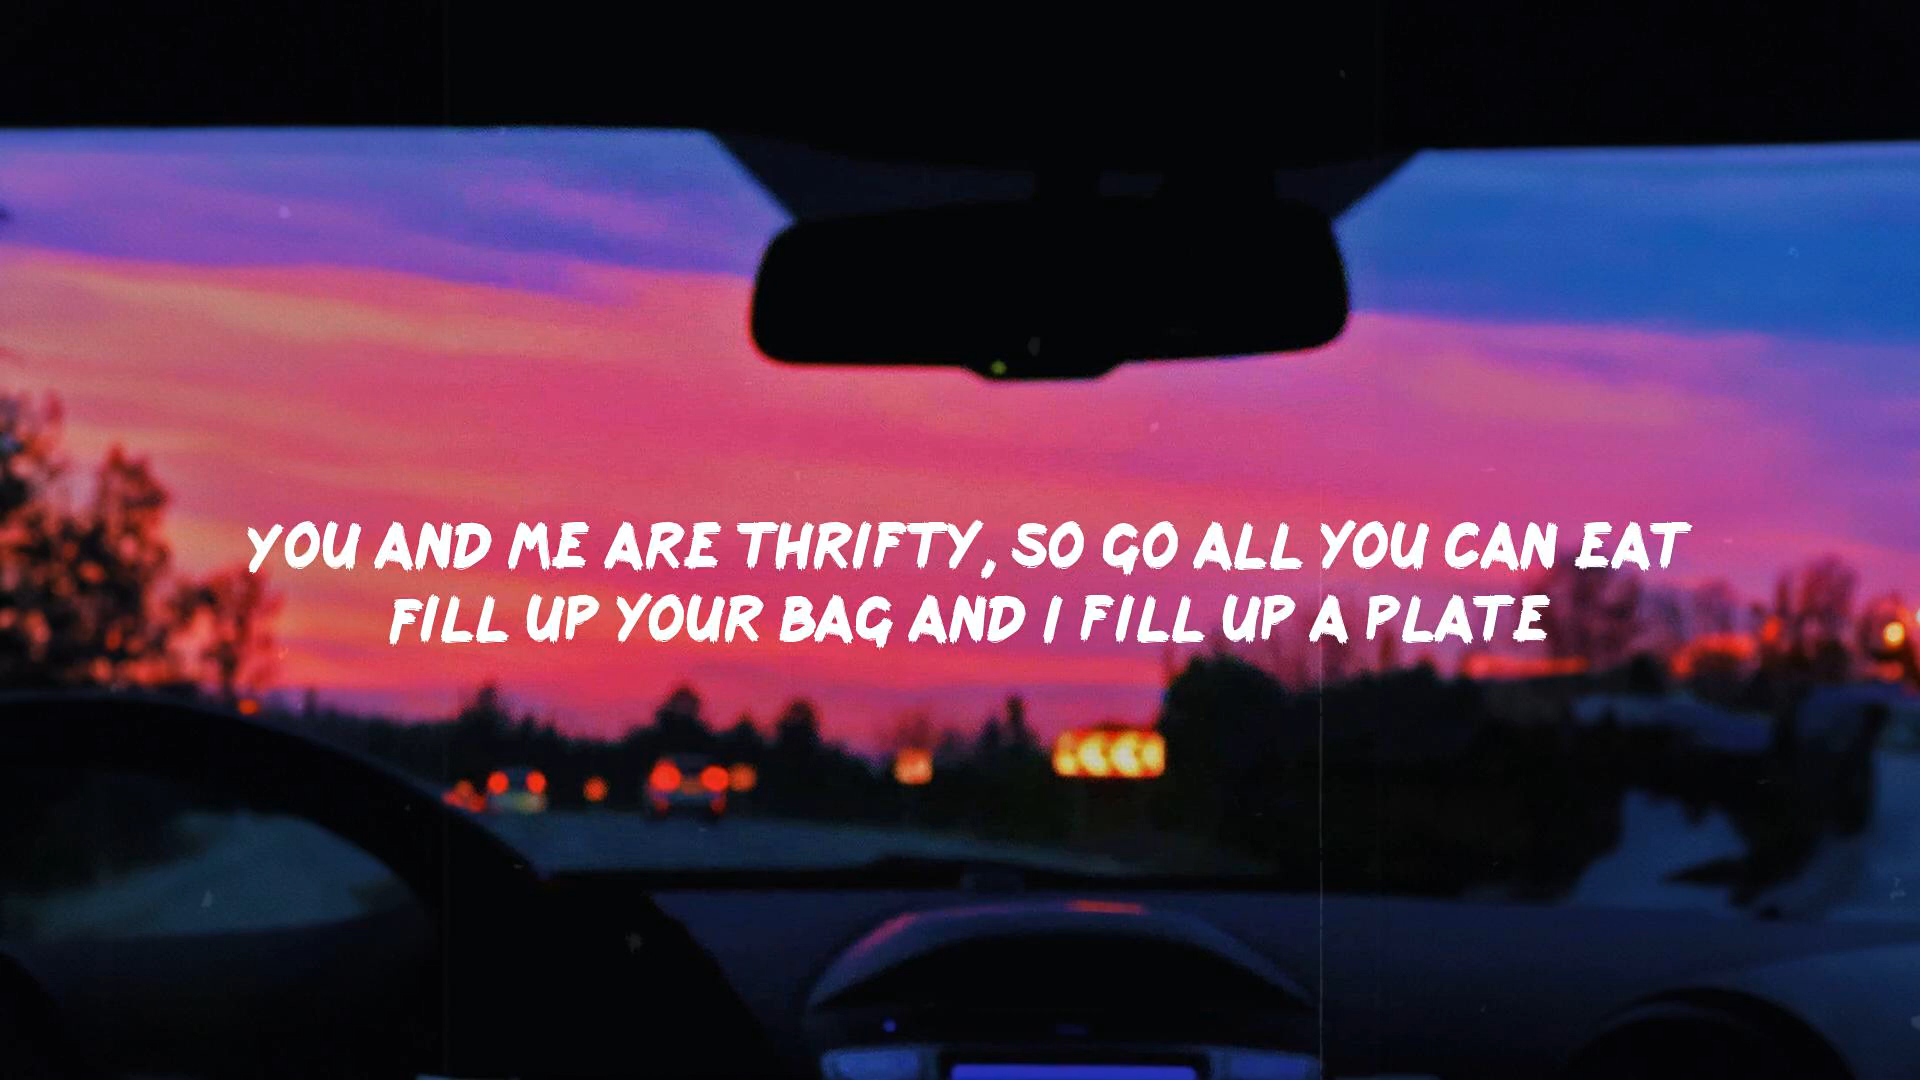 YOU AND ME ARE THRIFTY, SO GO ALL YOU CAN EAT
FILL UP YOUR BAG AND I FILL UP A PLATE